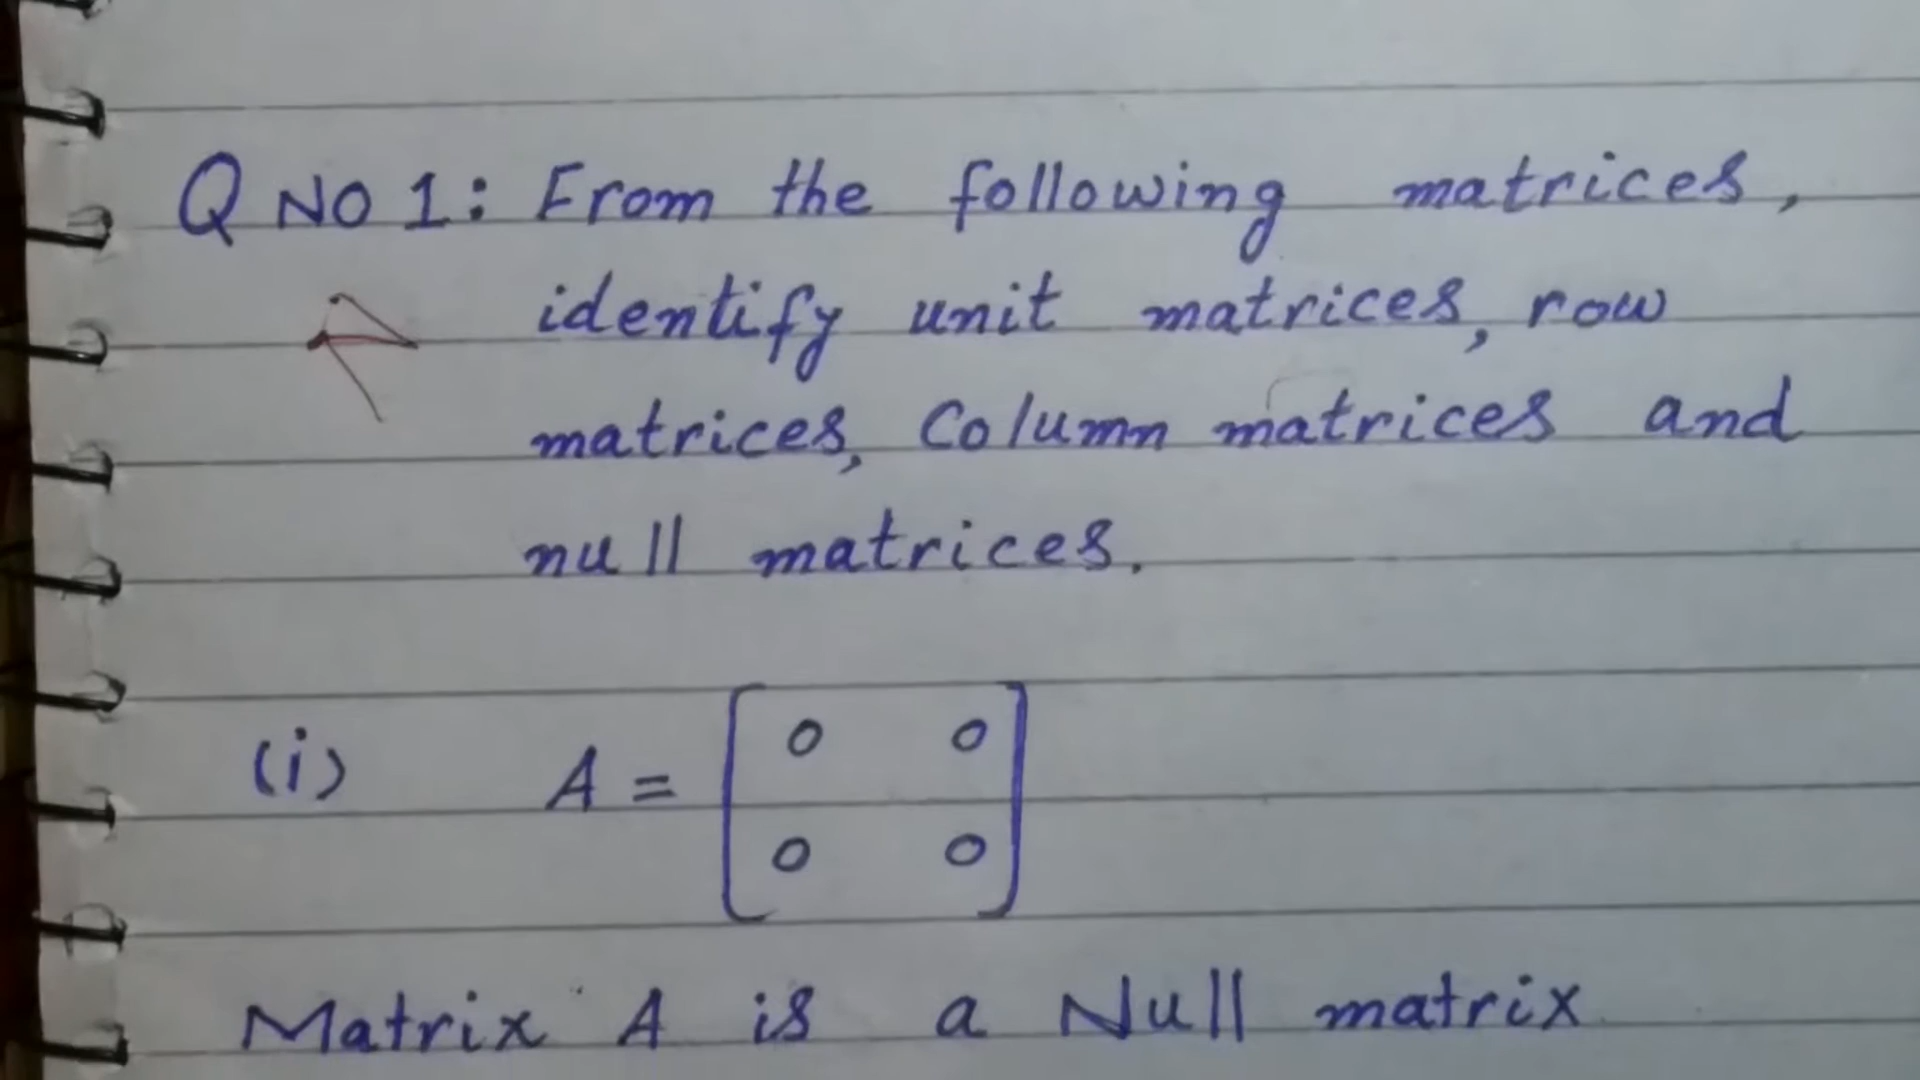 Q NO 1: From the following matrices,
identify unit matrices, row
matrices, Column matrices and
null matrices.
(i) A = [0 0
0 0]
Matrix A is a Null matrix